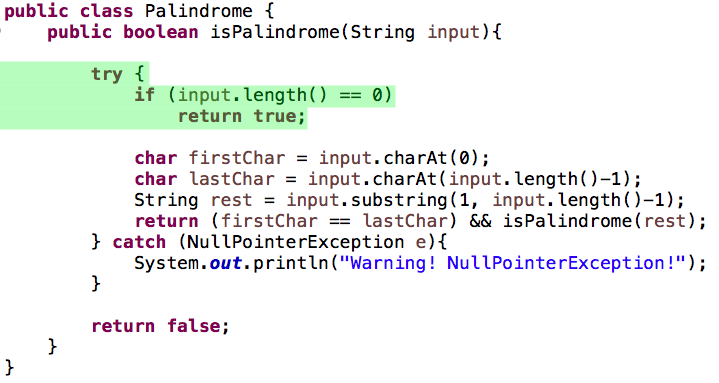 public class Palindrome {
    public boolean isPalindrome(String input){
        try {
            if (input.length() == 0)
                return true;
            char firstChar = input.charAt(0);
            char lastChar = input.charAt(input.length()-1);
            String rest = input.substring(1, input.length()-1);
            return (firstChar == lastChar) && isPalindrome(rest);
        } catch (NullPointerException e){
            System.out.println("Warning! NullPointerException!");
        }
        return false;
    }
}